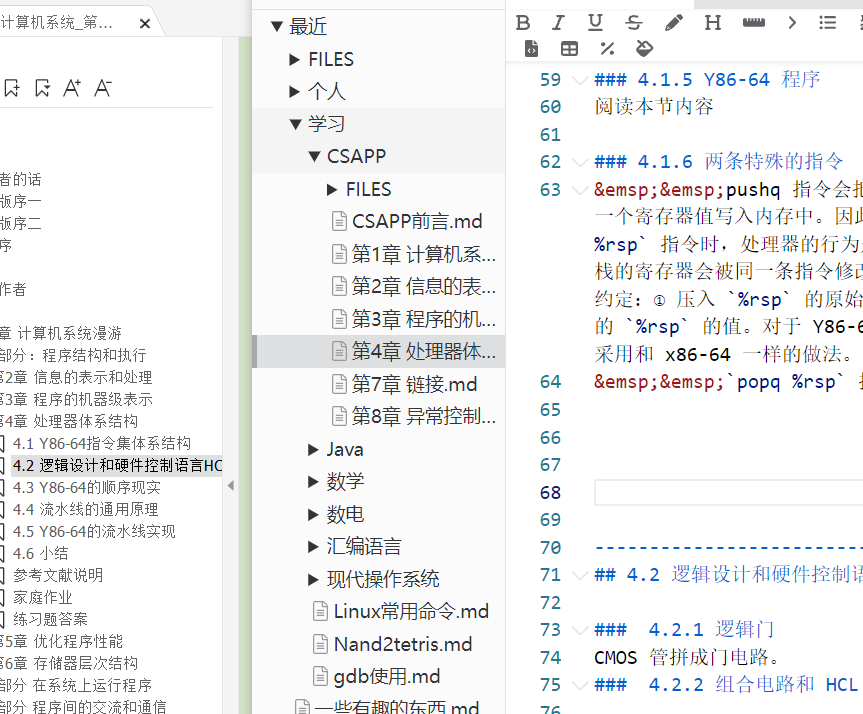 计算机系统_第... ×
者的话
版序一
版序二
序
作者
章 计算机系统漫游
部分：程序结构和执行
第2章 信息的表示和处理
第3章 程序的机器级表示
第4章 处理器体系结构
4.1 Y86-64指令集体系结构
4.2 逻辑设计和硬件控制语言HC
4.3 Y86-64的顺序实现
4.4 流水线的通用原理
4.5 Y86-64的流水线实现
4.6 小结
参考文献说明
家庭作业
练习题答案
第5章 优化程序性能
第6章 存储器层次结构
部分 在系统上运行程序
部分 程序间的交流和通信
最近
FILES
个人
学习
CSAPP
FILES
CSAPP前言.md
第1章 计算机系...
第2章 信息的表...
第3章 程序的机...
第4章 处理器体...
第7章 链接.md
第8章 异常控制...
Java
数学
数电
汇编语言
现代操作系统
Linux常用命令.md
Nand2tetris.md
gdb使用.md
一些有趣的东西.md
59 ### 4.1.5 Y86-64 程序
60 阅读本节内容
61
62 ### 4.1.6 两条特殊的指令
63 &emsp;&emsp;pushq 指令会把
一个寄存器值写入内存中。因此
%rsp` 指令时，处理器的行为
栈的寄存器会被同一条指令修改
约定：① 压入 `%rsp` 的原始
的 `%rsp` 的值。对于 Y86-6
采用和 x86-64 一样的做法。
64 &emsp;&emsp;`popq %rsp`
65
66
67
68
69
70 -------------------------
71 ## 4.2 逻辑设计和硬件控制语
72
73 ###  4.2.1 逻辑门
74 CMOS 管拼成门电路。
75 ###  4.2.2 组合电路和 HCL
76